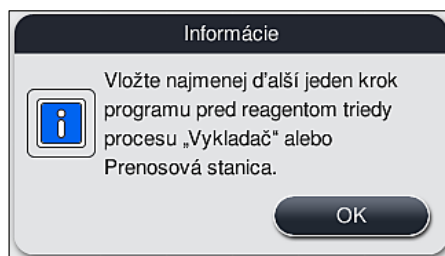 Informácie
Vložte najmenej ďalší jeden krok
programu pred reagentom triedy
procesu „Vykladač“ alebo
Prenosová stanica.
OK